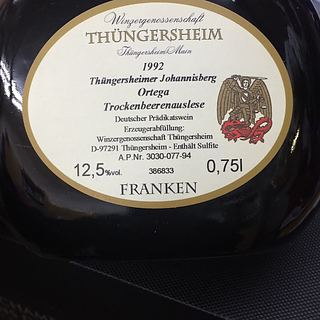 Winzergenossenschaft
THÜNGERSHEIM
Thüngersheim/Main
1992
Thüngersheimer Johannisberg
Ortega
Trockenbeerenauslese
Deutscher Prädikatswein
Erzeugerabfüllung:
Winzergenossenschaft Thüngersheim
D-97291 Thüngersheim - Enthält Sulfite
A.P.Nr. 3030-077-94
12,5%vol. 386833 0,75l
FRANKEN